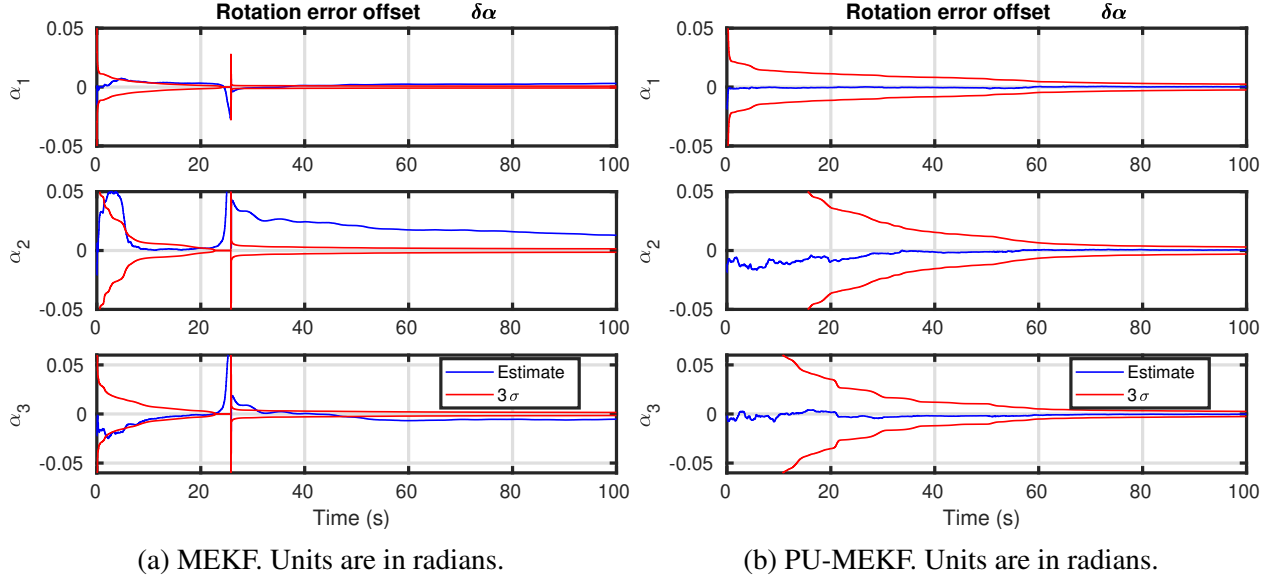 Rotation error offset δα
0.05
0
-0.05
α1
0 20 40 60 80 100
0.05
0
-0.05
α2
0 20 40 60 80 100
0.05
0
-0.05
α3
Estimate
3 σ
0 20 40 60 80 100
Time (s)
(a) MEKF. Units are in radians.
Rotation error offset δα
0.05
0
-0.05
α1
0 20 40 60 80 100
0.05
0
-0.05
α2
0 20 40 60 80 100
0.05
0
-0.05
α3
Estimate
3 σ
0 20 40 60 80 100
Time (s)
(b) PU-MEKF. Units are in radians.